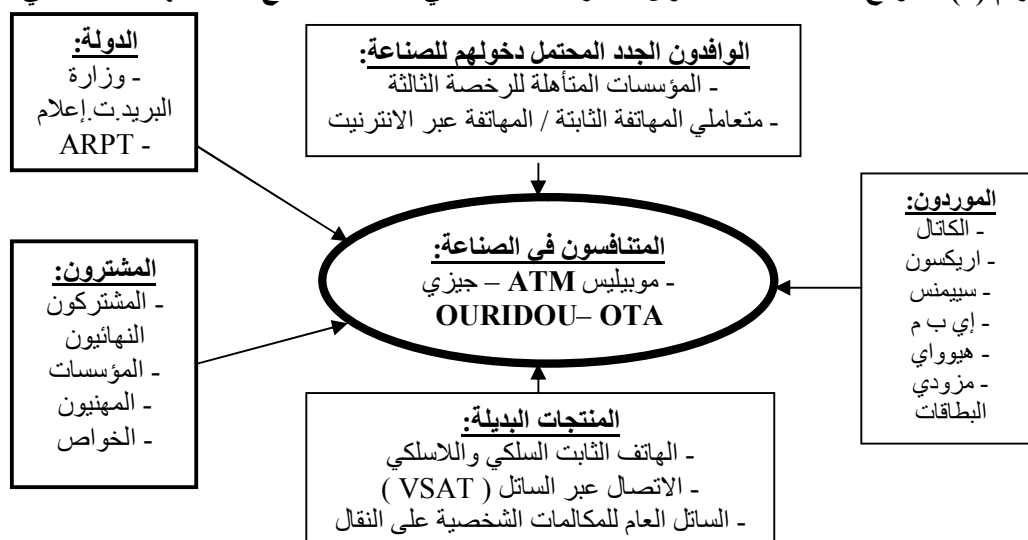 الدولة:
- وزارة
البريد.ت.إعلام
ARPT -
الوافدون الجدد المحتمل دخولهم للصناعة:
- المؤسسات المتأهلة للرخصة الثالثة
- متعاملي المهاتفة الثابتة / المهاتفة عبر الانترنيت
الموردون:
- الكاتال
- اريكسون
- سييمنس
- إي ب م
- هيوواي
- مزودي
البطاقات
المتنافسون في الصناعة:
- موبيليس ATM – جيزي
OURIDOU– OTA
المشترون:
- المشتركون
النهائيون
- المؤسسات
- المهنيون
- الخواص
المنتجات البديلة:
- الهاتف الثابت السلكي واللاسلكي
- الاتصال عبر الساتل ( VSAT )
- الساتل العام للمكالمات الشخصية على النقال